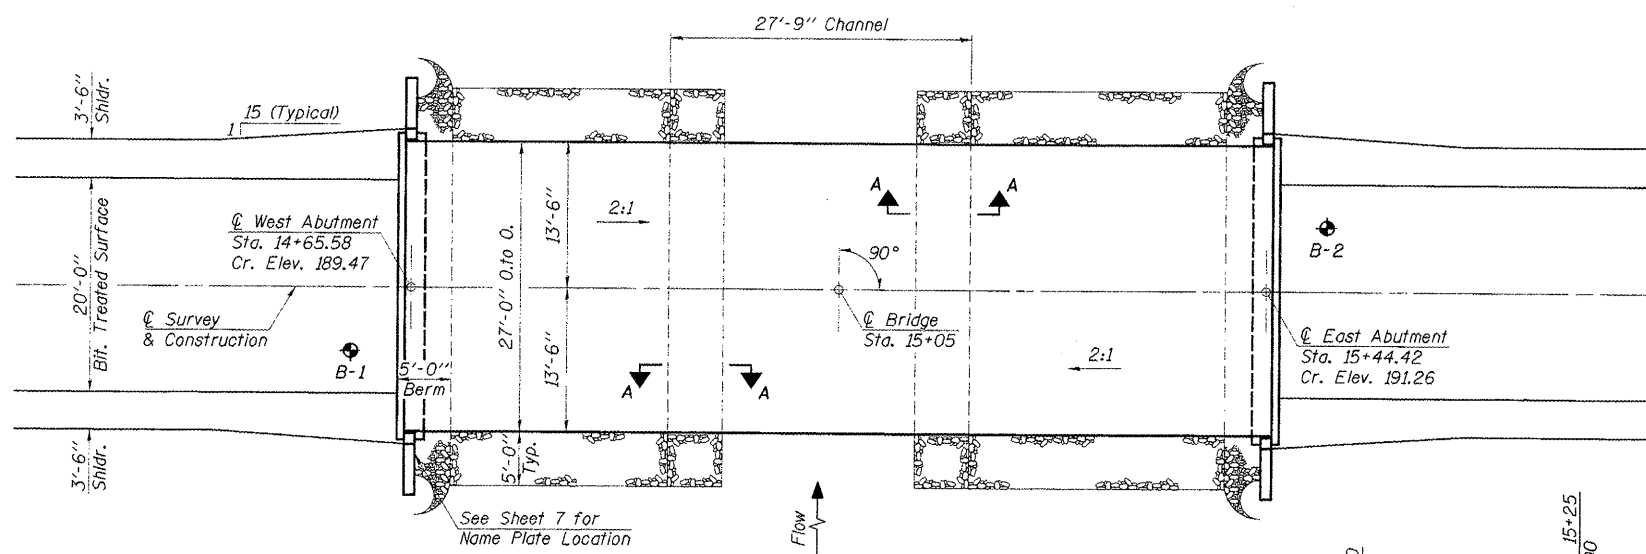 27'-9" Channel
3'-6"
Shldr.
15 (Typical)
1
℄ West Abutment
Sta. 14+65.58
Cr. Elev. 189.47
2:1
13'-6"
A
A
90°
B-2
20'-0"
Bit. Treated Surface
27'-0" O. to O.
℄ Survey
& Construction
℄ Bridge
Sta. 15+05
℄ East Abutment
Sta. 15+44.42
Cr. Elev. 191.26
B-1
5'-0"
Berm
13'-6"
A
A
2:1
3'-6"
Shldr.
5'-0"
Typ.
See Sheet 7 for
Name Plate Location
Flow
15+25